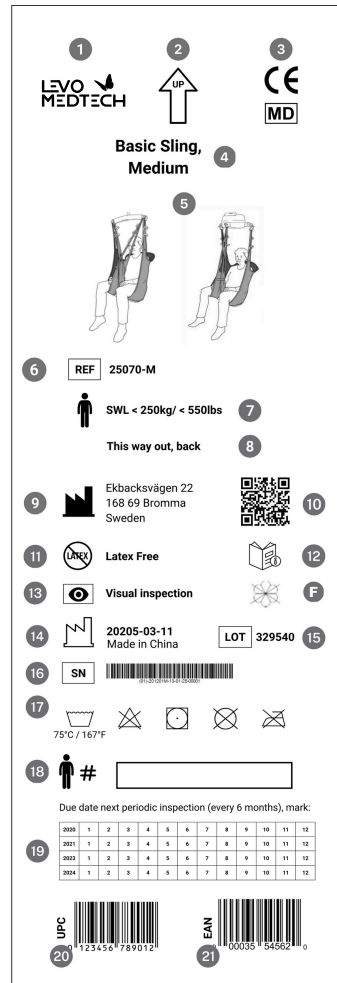 1
2
3
LEVO
MEDTECH
UP
CE
MD
Basic Sling,
Medium
4
5
6
REF 25070-M
SWL < 250kg/ < 550lbs 7
This way out, back 8
9
Ekbacksvägen 22
168 69 Bromma
Sweden
10
11 LATEX Latex Free 12
13 Visual inspection F
14
20205-03-11
Made in China
LOT 329540 15
16 SN
17
75°C / 167°F
18 #
Due date next periodic inspection (every 6 months), mark:
19
2020 1 2 3 4 5 6 7 8 9 10 11 12
2021 1 2 3 4 5 6 7 8 9 10 11 12
2023 1 2 3 4 5 6 7 8 9 10 11 12
2024 1 2 3 4 5 6 7 8 9 10 11 12
UPC
0 123456 789012
20
EAN
00035 54562 0
21